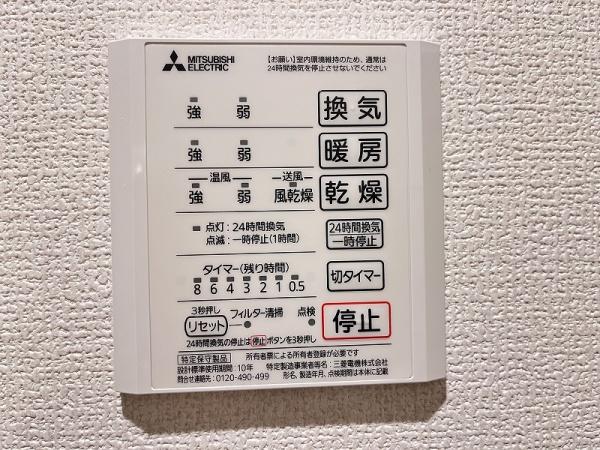 MITSUBISHI
ELECTRIC
【お願い】室内環境維持のため、通常は
24時間換気を停止させないでください
強 弱 換気
強 弱 暖房
温風 送風
強 弱 風乾燥 乾燥
点灯：24時間換気
点滅：一時停止(1時間)
24時間換気
一時停止
タイマー(残り時間)
8 6 4 3 2 1 0.5
切タイマー
3秒押し
リセット フィルター清掃 点検
停止
24時間換気の停止は 停止 ボタンを3秒押し
特定保守製品 所有者票による所有者登録が必要です
設計標準使用期間：10年 特定製造事業者等名：三菱電機株式会社
問合せ連絡先：0120-490-499 形名、製造年月、点検期間は本体に記載